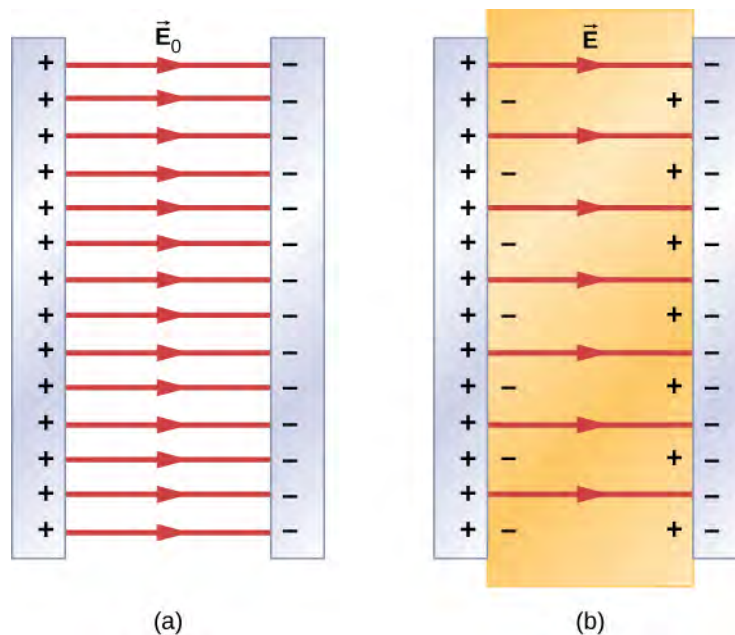 E⃗₀
E⃗
+ − + −
+ − + − + −
+ − + −
+ − + − + −
+ − + −
+ − + − + −
+ − + −
+ − + − + −
+ − + −
+ − + − + −
+ − + −
+ − + − + −
+ − + −
+ − + − + −
(a)
(b)